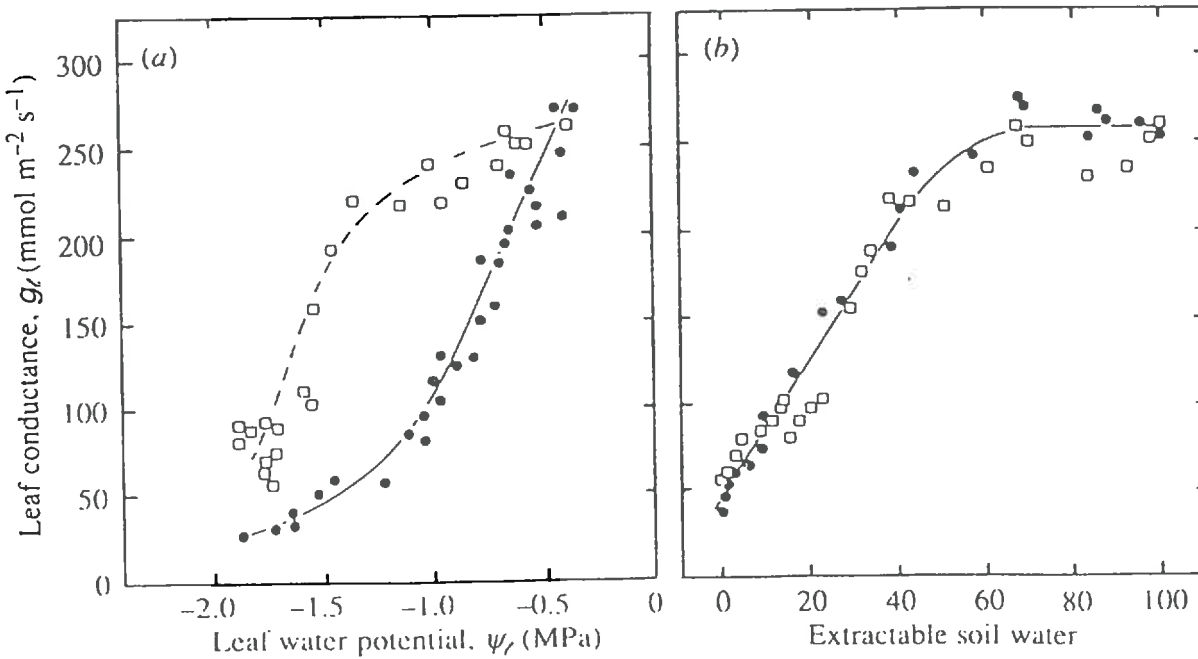 (a)
(b)
Leaf conductance, gℓ (mmol m⁻² s⁻¹)
300
250
200
150
100
50
0
−2.0 −1.5 −1.0 −0.5 0
0 20 40 60 80 100
Leaf water potential, ψℓ (MPa)
Extractable soil water